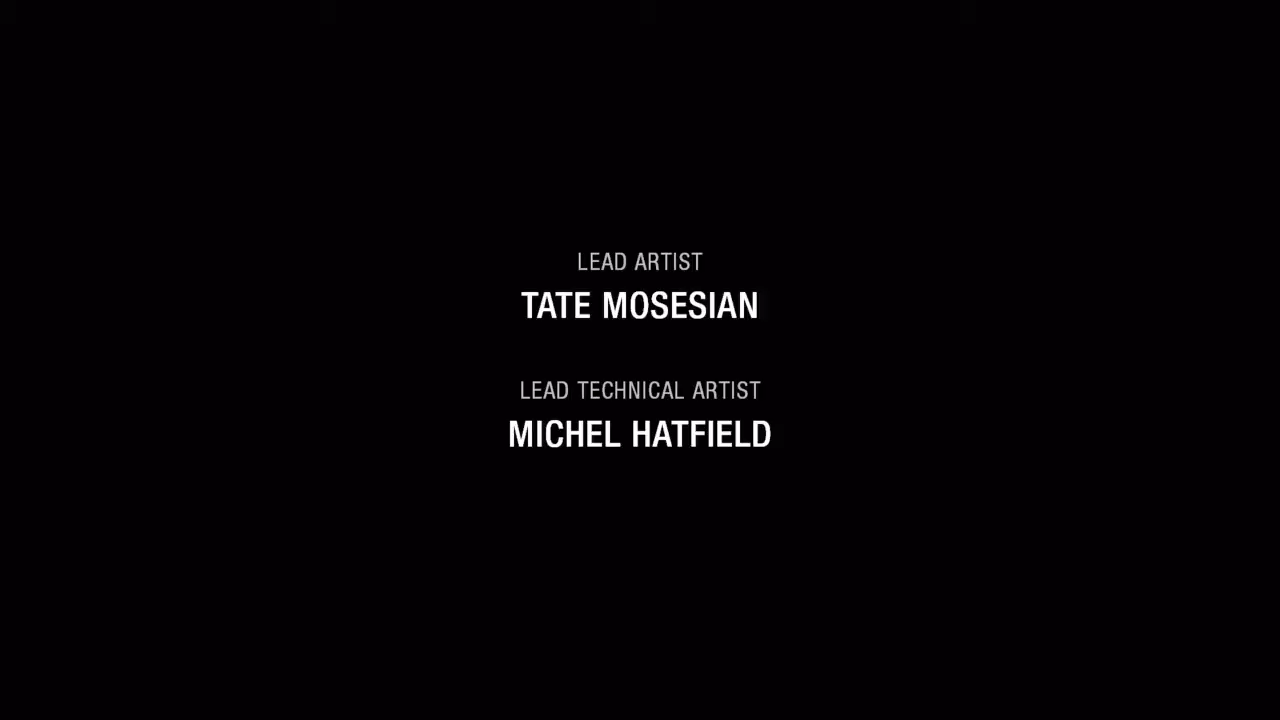 LEAD ARTIST
TATE MOSESIAN
LEAD TECHNICAL ARTIST
MICHEL HATFIELD